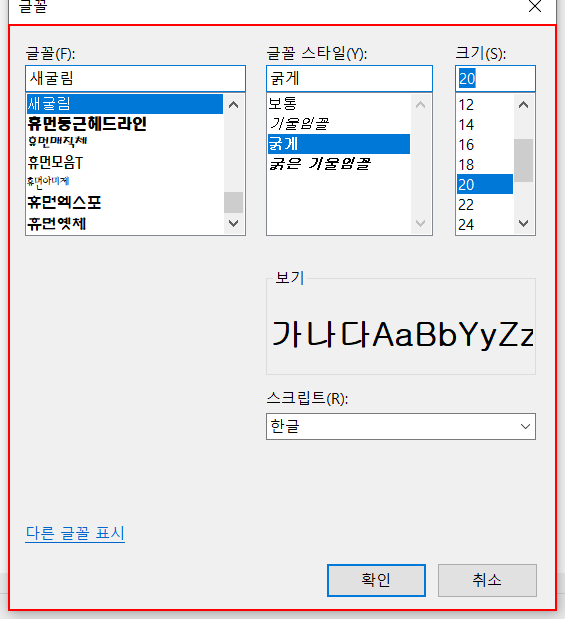 글꼴
글꼴(F):
새굴림
새굴림
휴먼둥근헤드라인
휴먼매직체
휴먼모음T
휴먼아미체
휴먼엑스포
휴먼옛체
글꼴 스타일(Y):
굵게
보통
기울임꼴
굵게
굵은 기울임꼴
크기(S):
20
12
14
16
18
20
22
24
보기
가나다AaBbYyZz
스크립트(R):
한글
다른 글꼴 표시
확인
취소